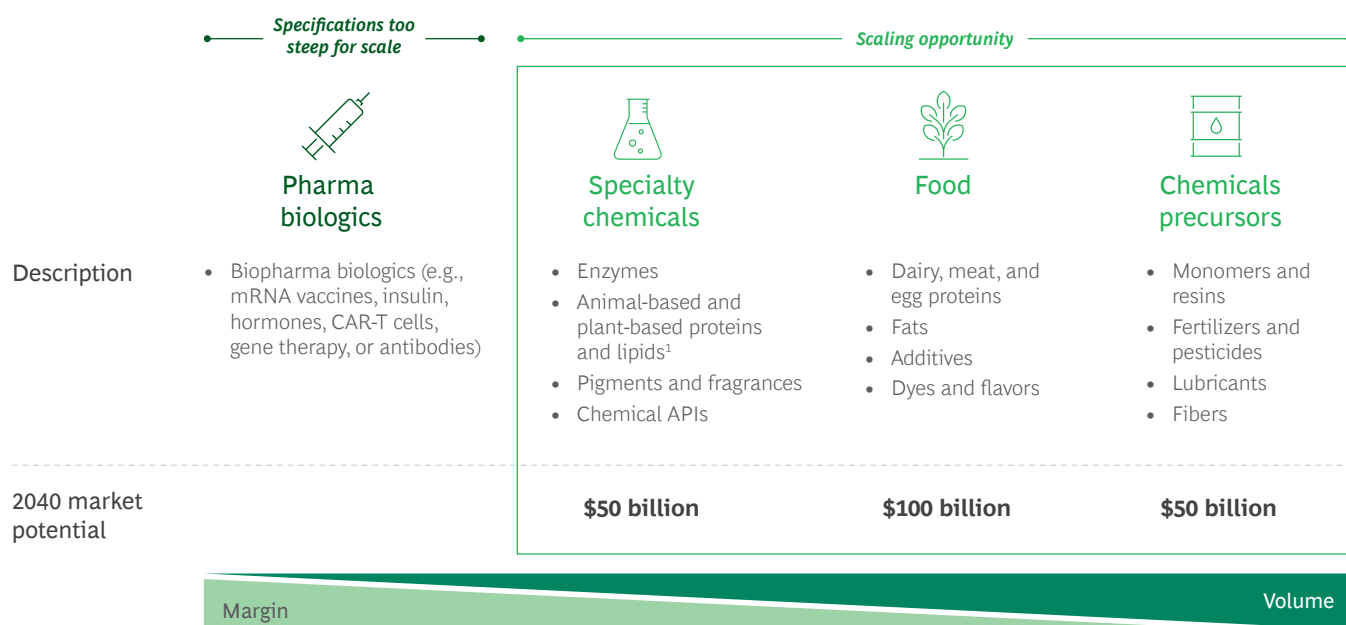 Specifications too
steep for scale
Scaling opportunity
Pharma
biologics
Specialty
chemicals
Food
Chemicals
precursors
Description
• Biopharma biologics (e.g.,
mRNA vaccines, insulin,
hormones, CAR-T cells,
gene therapy, or antibodies)
• Enzymes
• Animal-based and
plant-based proteins
and lipids¹
• Pigments and fragrances
• Chemical APIs
• Dairy, meat, and
egg proteins
• Fats
• Additives
• Dyes and flavors
• Monomers and
resins
• Fertilizers and
pesticides
• Lubricants
• Fibers
2040 market
potential
$50 billion
$100 billion
$50 billion
Margin
Volume